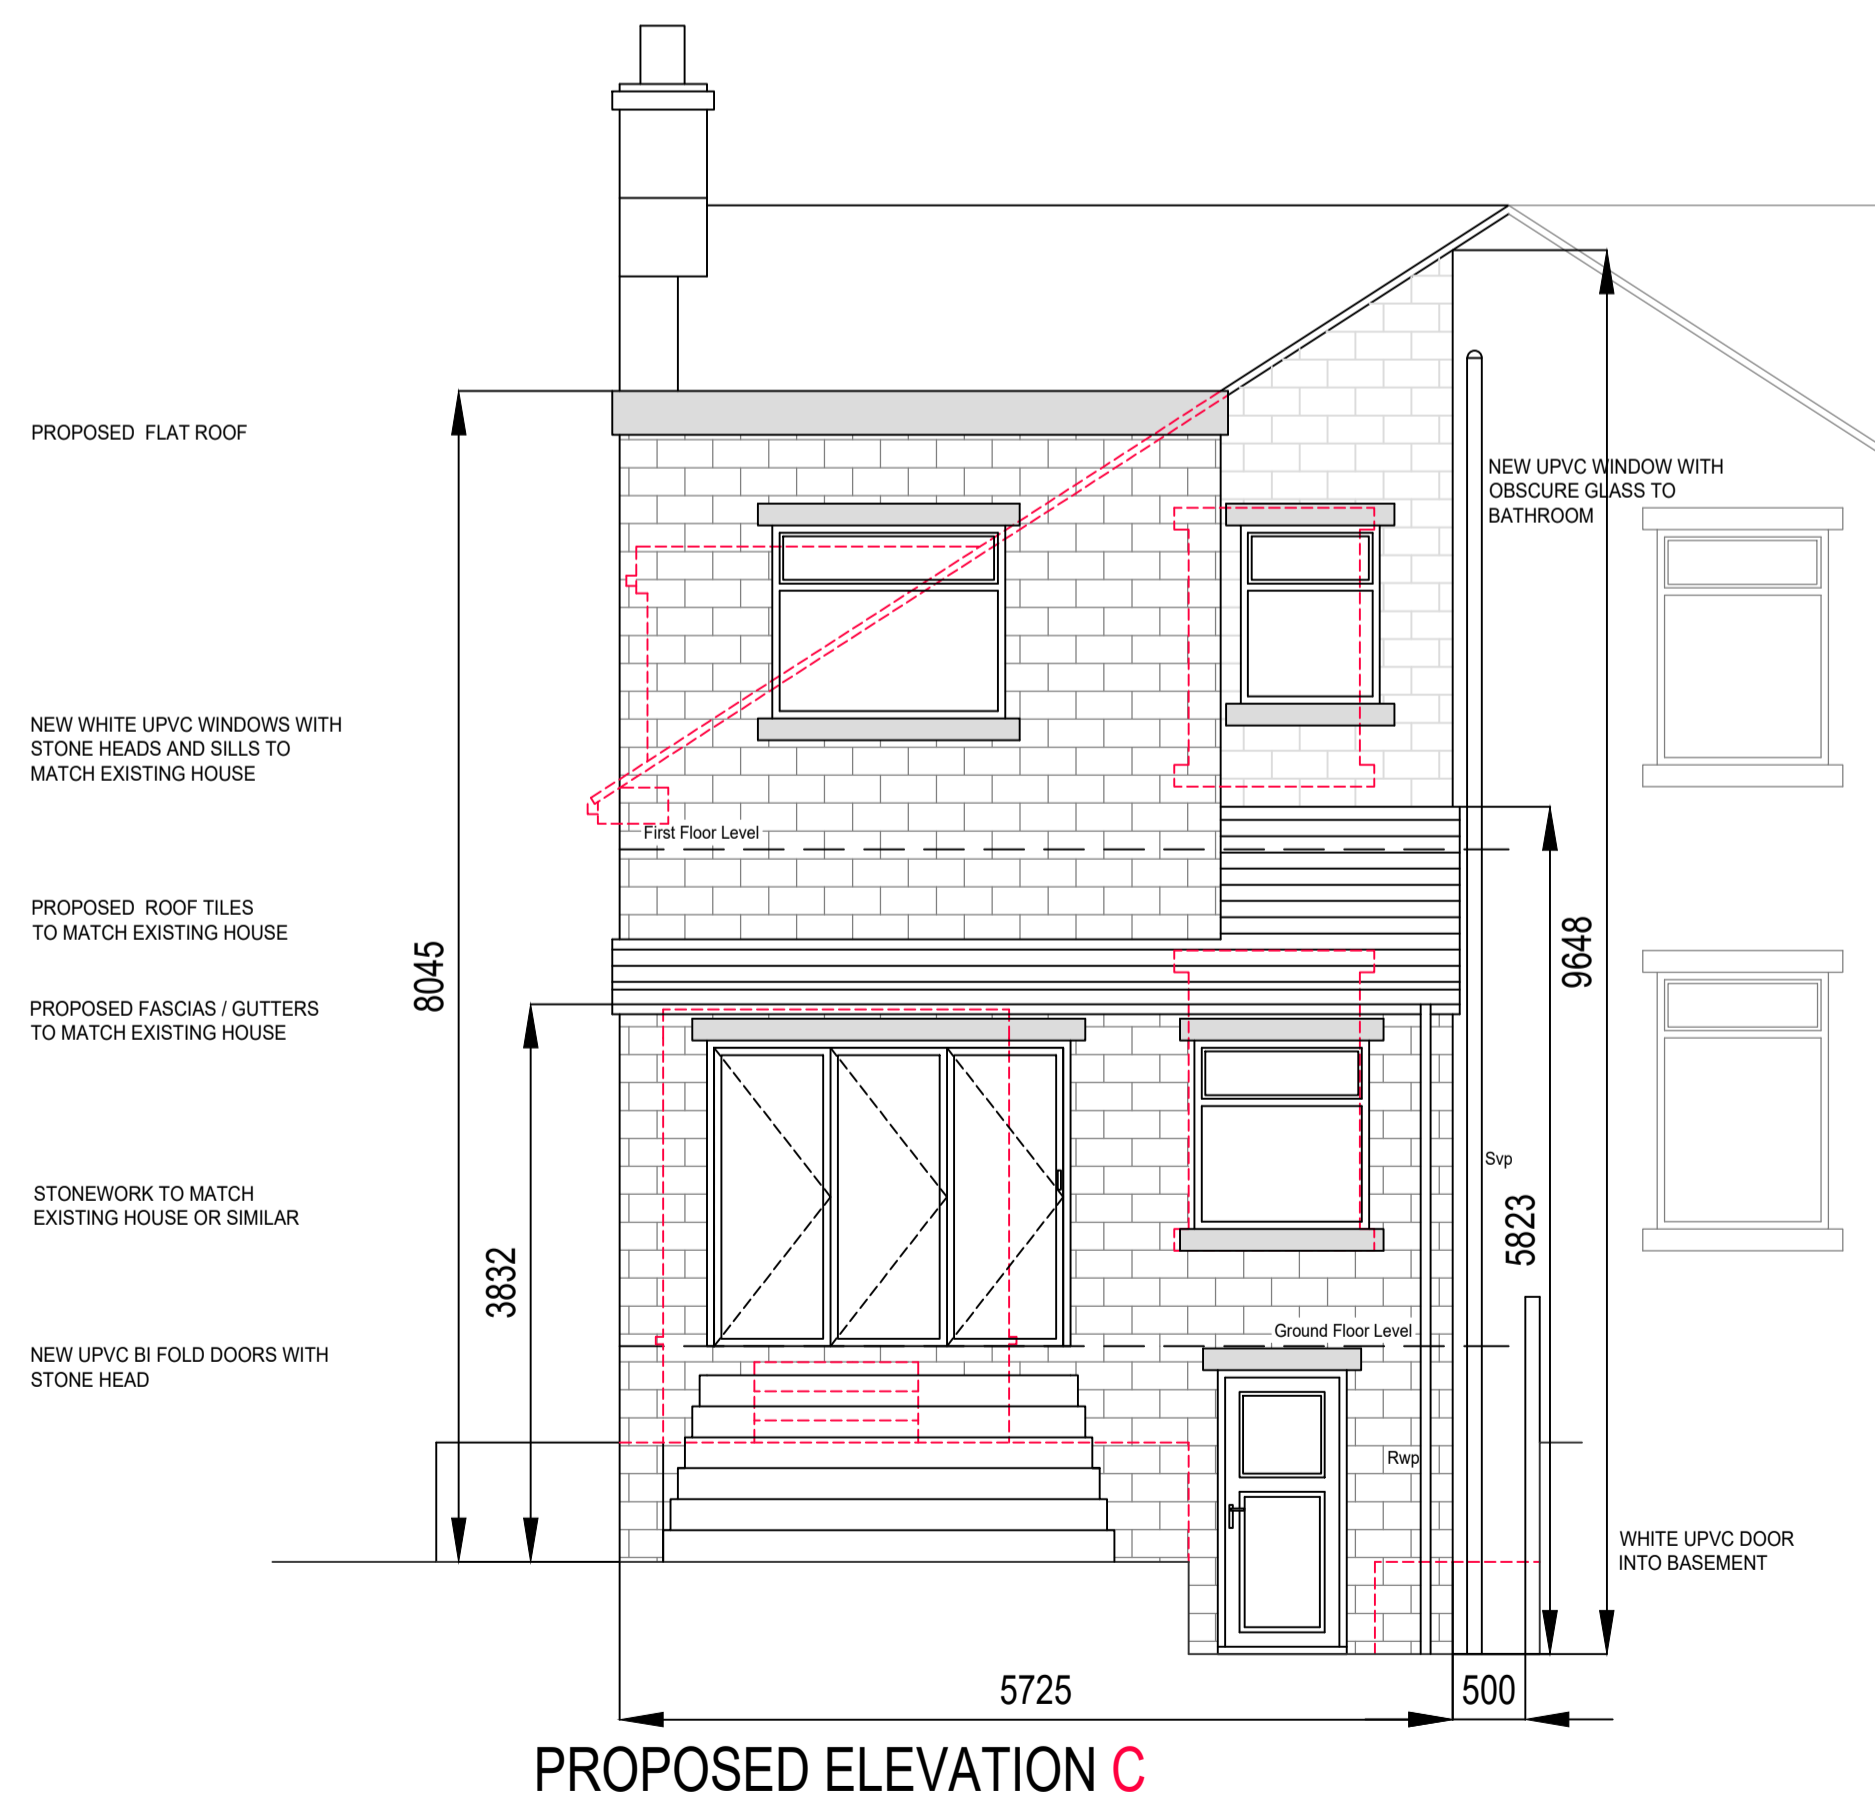 PROPOSED FLAT ROOF
NEW UPVC WINDOW WITH
OBSCURE GLASS TO
BATHROOM
NEW WHITE UPVC WINDOWS WITH
STONE HEADS AND SILLS TO
MATCH EXISTING HOUSE
First Floor Level
PROPOSED ROOF TILES
TO MATCH EXISTING HOUSE
8045
9648
PROPOSED FASCIAS / GUTTERS
TO MATCH EXISTING HOUSE
Svp
STONEWORK TO MATCH
EXISTING HOUSE OR SIMILAR
5823
3832
Ground Floor Level
NEW UPVC BI FOLD DOORS WITH
STONE HEAD
Rwp
WHITE UPVC DOOR
INTO BASEMENT
5725
500
PROPOSED ELEVATION C